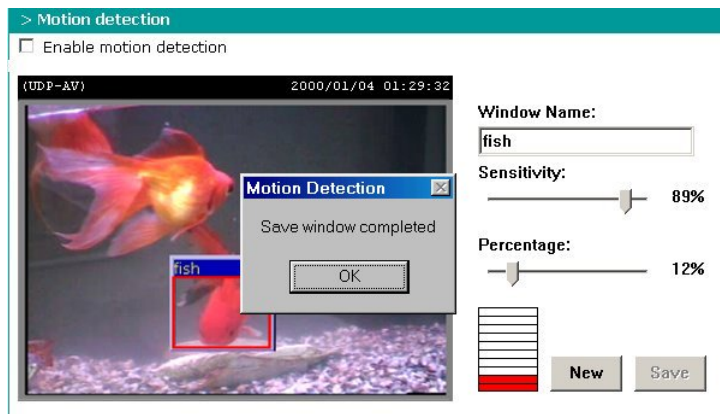 > Motion detection
Enable motion detection
(UDP-AV) 2000/01/04 01:29:32
Window Name:
fish
Sensitivity:
89%
Motion Detection
Save window completed
OK
fish
Percentage:
12%
New Save